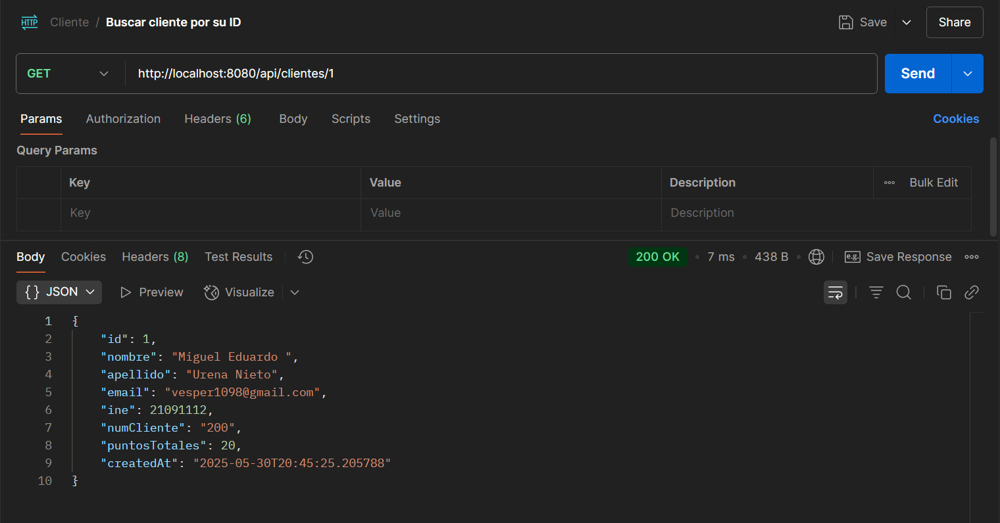 HTTP Cliente / Buscar cliente por su ID Save Share
GET http://localhost:8080/api/clientes/1 Send
Params Authorization Headers (6) Body Scripts Settings Cookies
Query Params
Key Value Description Bulk Edit
Key Value Description
Body Cookies Headers (8) Test Results 200 OK • 7 ms • 438 B • e.g. Save Response
{} JSON Preview Visualize
1 {
2 "id": 1,
3 "nombre": "Miguel Eduardo ",
4 "apellido": "Urena Nieto",
5 "email": "vesper1098@gmail.com",
6 "ine": 21091112,
7 "numCliente": "200",
8 "puntosTotales": 20,
9 "createdAt": "2025-05-30T20:45:25.205788"
10 }